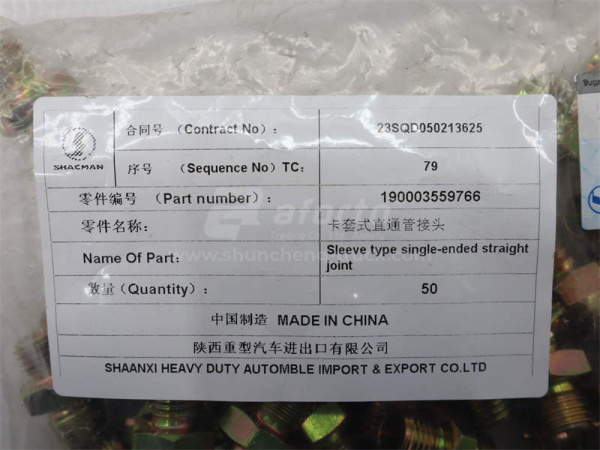 SHACMAN
合同号 （Contract No）: 23SQD050213625
序号 （Sequence No）TC: 79
零件编号 （Part number）: 190003559766
零件名称: 卡套式直通管接头
Name Of Part: Sleeve type single-ended straight
joint
数量(Quantity): 50
中国制造 MADE IN CHINA
陕西重型汽车进出口有限公司
SHAANXI HEAVY DUTY AUTOMBLE IMPORT & EXPORT CO.LTD